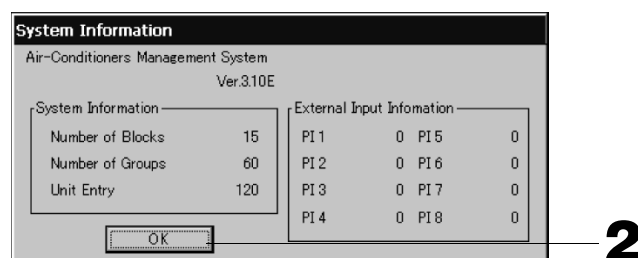 System Information
Air-Conditioners Management System
Ver.3.10E
System Information
Number of Blocks 15
Number of Groups 60
Unit Entry 120
External Input Infomation
PI 1 0 PI 5 0
PI 2 0 PI 6 0
PI 3 0 PI 7 0
PI 4 0 PI 8 0
OK
2